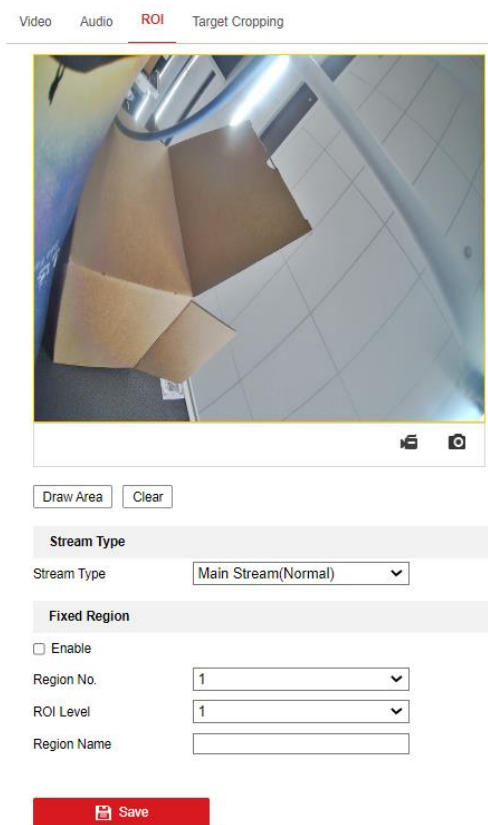 Video Audio ROI Target Cropping
Draw Area Clear
Stream Type
Stream Type Main Stream(Normal)
Fixed Region
Enable
Region No. 1
ROI Level 1
Region Name
Save